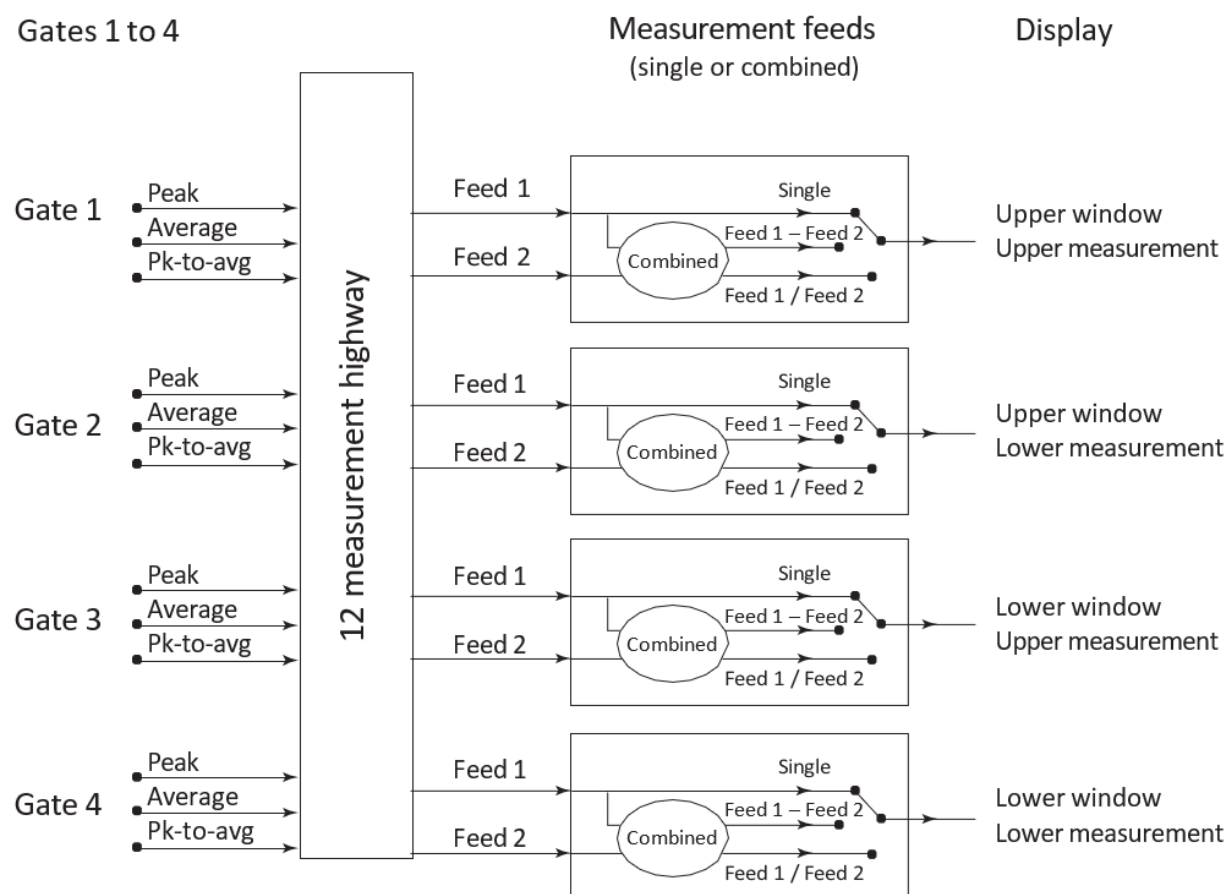 Gates 1 to 4
Measurement feeds
(single or combined)
Display
12 measurement highway
Gate 1
Peak
Average
Pk-to-avg
Feed 1
Feed 2
Single
Feed 1 – Feed 2
Combined
Feed 1 / Feed 2
Upper window
Upper measurement
Gate 2
Peak
Average
Pk-to-avg
Feed 1
Feed 2
Single
Feed 1 – Feed 2
Combined
Feed 1 / Feed 2
Upper window
Lower measurement
Gate 3
Peak
Average
Pk-to-avg
Feed 1
Feed 2
Single
Feed 1 – Feed 2
Combined
Feed 1 / Feed 2
Lower window
Upper measurement
Gate 4
Peak
Average
Pk-to-avg
Feed 1
Feed 2
Single
Feed 1 – Feed 2
Combined
Feed 1 / Feed 2
Lower window
Lower measurement